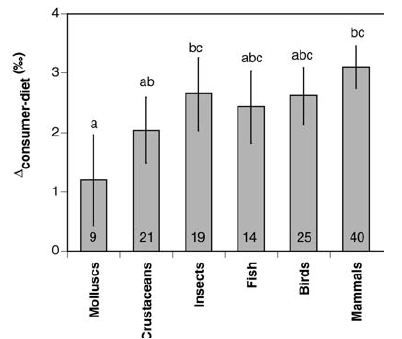 4
3
2
1
0
Δconsumer-diet (‰)
a
ab
bc
abc
abc
bc
9
21
19
14
25
40
Molluscs
Crustaceans
Insects
Fish
Birds
Mammals